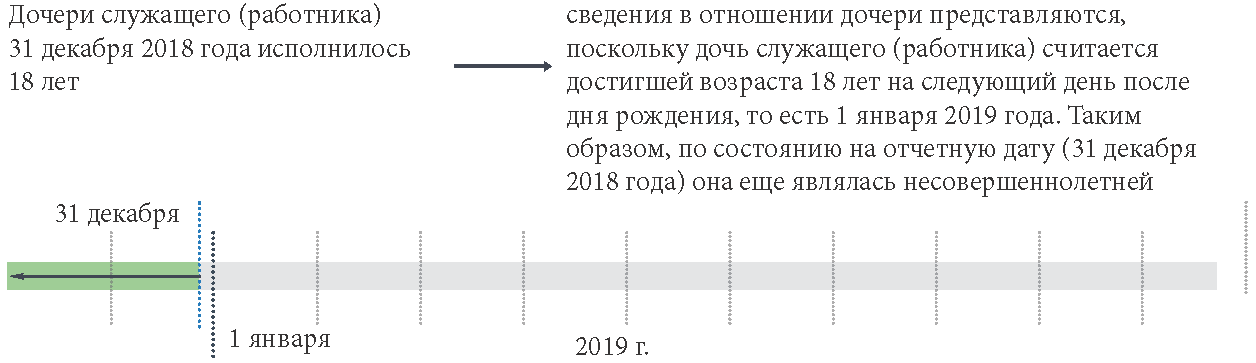 Дочери служащего (работника)
31 декабря 2018 года исполнилось
18 лет
сведения в отношении дочери представляются,
поскольку дочь служащего (работника) считается
достигшей возраста 18 лет на следующий день после
дня рождения, то есть 1 января 2019 года. Таким
образом, по состоянию на отчетную дату (31 декабря
2018 года) она еще являлась несовершеннолетней
31 декабря
1 января
2019 г.